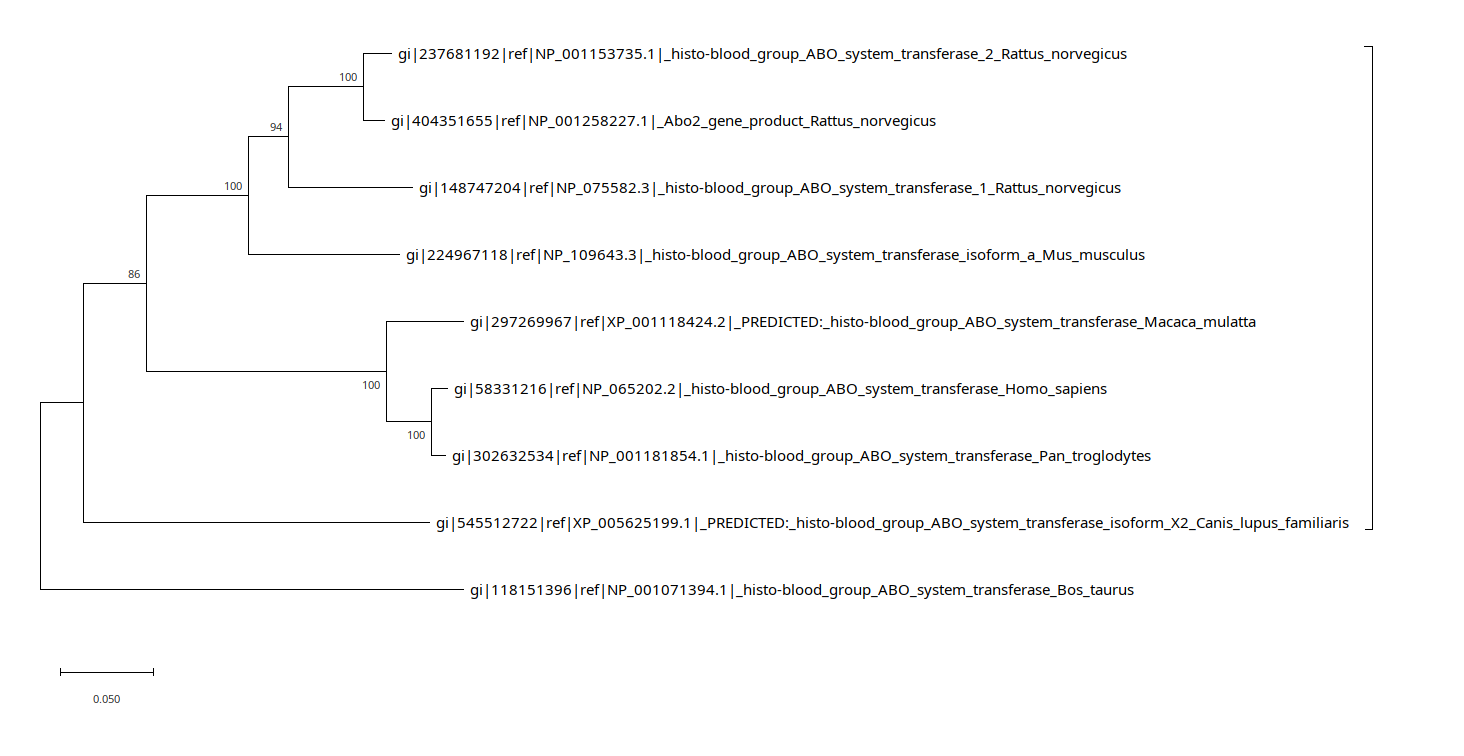 gi|237681192|ref|NP_001153735.1|_histo-blood_group_ABO_system_transferase_2_Rattus_norvegicus
100
gi|404351655|ref|NP_001258227.1|_Abo2_gene_product_Rattus_norvegicus
94
gi|148747204|ref|NP_075582.3|_histo-blood_group_ABO_system_transferase_1_Rattus_norvegicus
100
gi|224967118|ref|NP_109643.3|_histo-blood_group_ABO_system_transferase_isoform_a_Mus_musculus
86
gi|297269967|ref|XP_001118424.2|_PREDICTED:_histo-blood_group_ABO_system_transferase_Macaca_mulatta
100
gi|58331216|ref|NP_065202.2|_histo-blood_group_ABO_system_transferase_Homo_sapiens
100
gi|302632534|ref|NP_001181854.1|_histo-blood_group_ABO_system_transferase_Pan_troglodytes
gi|545512722|ref|XP_005625199.1|_PREDICTED:_histo-blood_group_ABO_system_transferase_isoform_X2_Canis_lupus_familiaris
gi|118151396|ref|NP_001071394.1|_histo-blood_group_ABO_system_transferase_Bos_taurus
0.050